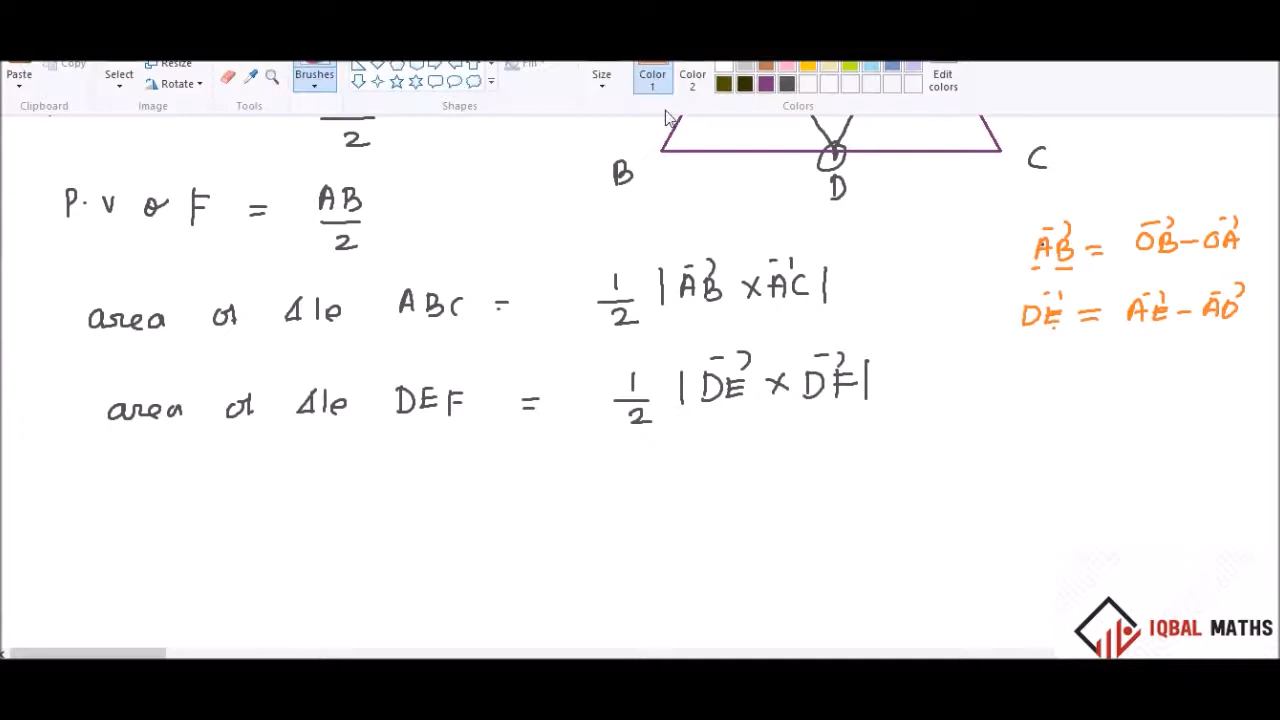 Paste
Copy
Select
Resize
Rotate
Brushes
Size
Color 1
Color 2
Fill
Edit colors
Clipboard
Image
Tools
Shapes
Colors
2
B
D
C
P. v o F = AB/2
AB = OB - OA
area of Δle ABC = 1/2 |AB × AC|
DE = AE - AD
area of Δle DEF = 1/2 |DE × DF|
IQBAL MATHS